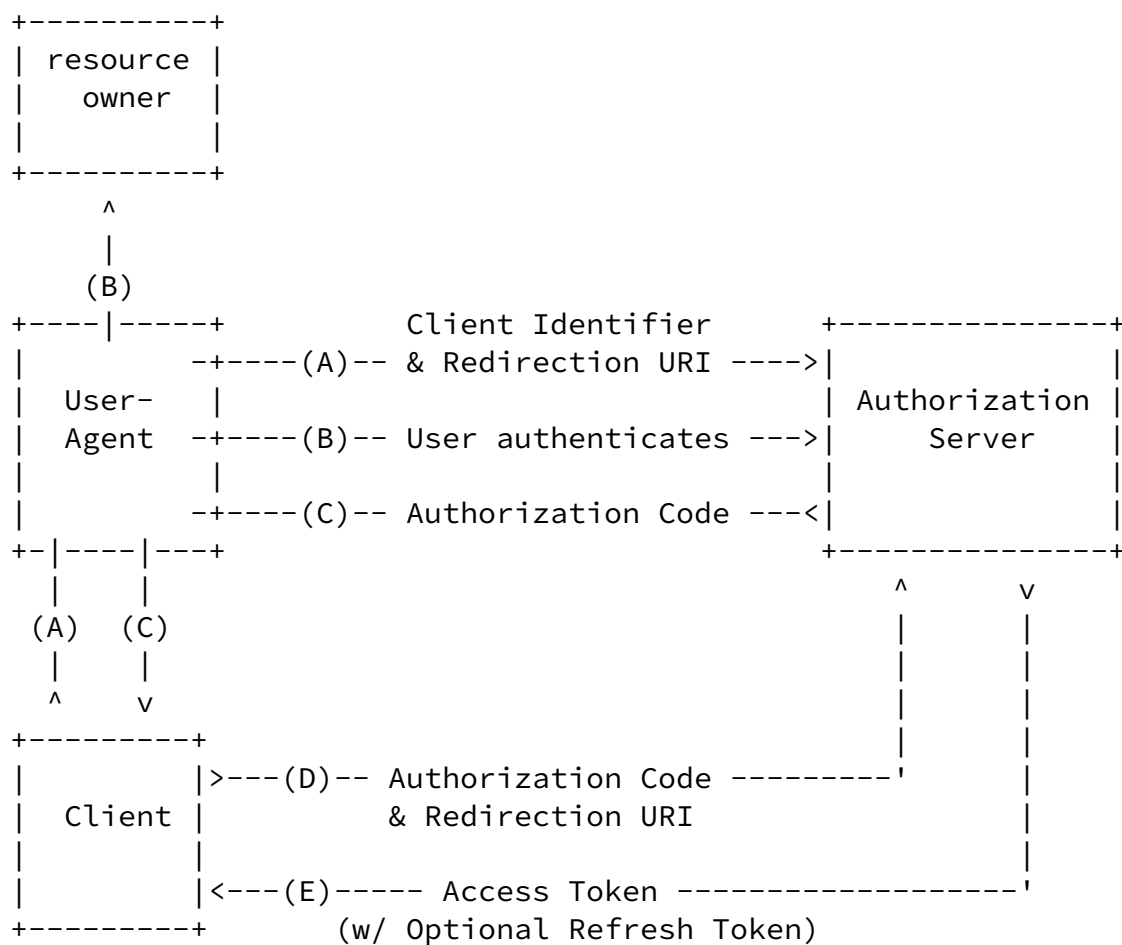 +----------+
| resource |
|   owner  |
|          |
+----------+
     ^
     |
    (B)
+----|-----+          Client Identifier      +---------------+
|         -+----(A)-- & Redirection URI ---->|               |
|  User-   |                                 | Authorization |
|  Agent  -+----(B)-- User authenticates --->|     Server    |
|          |                                 |               |
|         -+----(C)-- Authorization Code ---<|               |
+-|----|---+                                 +---------------+
  |    |                                         ^      v
 (A)  (C)                                        |      |
  |    |                                         |      |
  ^    v                                         |      |
+---------+                                      |      |
|         |>---(D)-- Authorization Code ---------'      |
|  Client |          & Redirection URI                  |
|         |                                             |
|         |<---(E)----- Access Token -------------------'
+---------+       (w/ Optional Refresh Token)